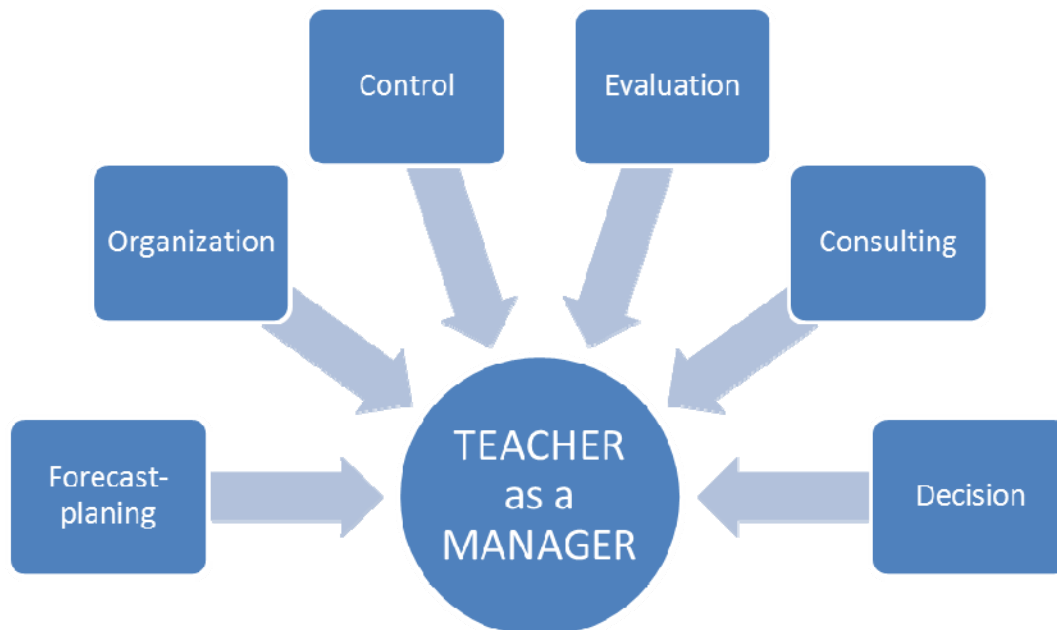 Control
Evaluation
Organization
Consulting
Forecast-
planing
TEACHER
as a
MANAGER
Decision